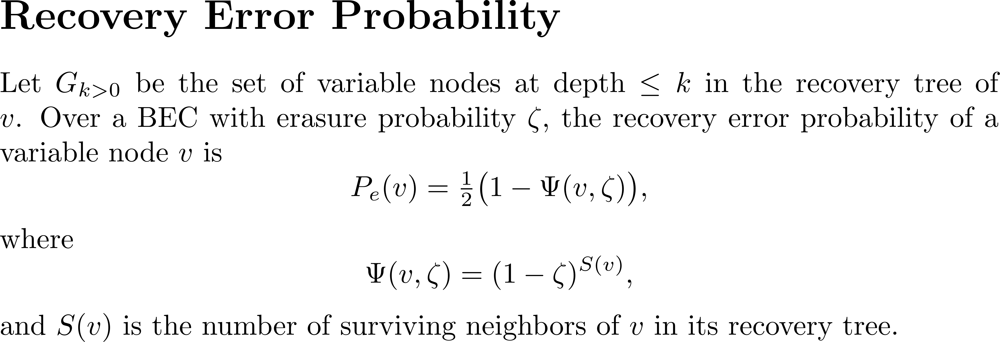 Recovery Error Probability
Let $G_{k>0}$ be the set of variable nodes at depth $\leq k$ in the recovery tree of
$v$. Over a BEC with erasure probability $\zeta$, the recovery error probability of a
variable node $v$ is
$P_e(v) = \frac{1}{2}\big(1 - \Psi(v, \zeta)\big),$
where
$\Psi(v, \zeta) = (1 - \zeta)^{S(v)},$
and $S(v)$ is the number of surviving neighbors of $v$ in its recovery tree.